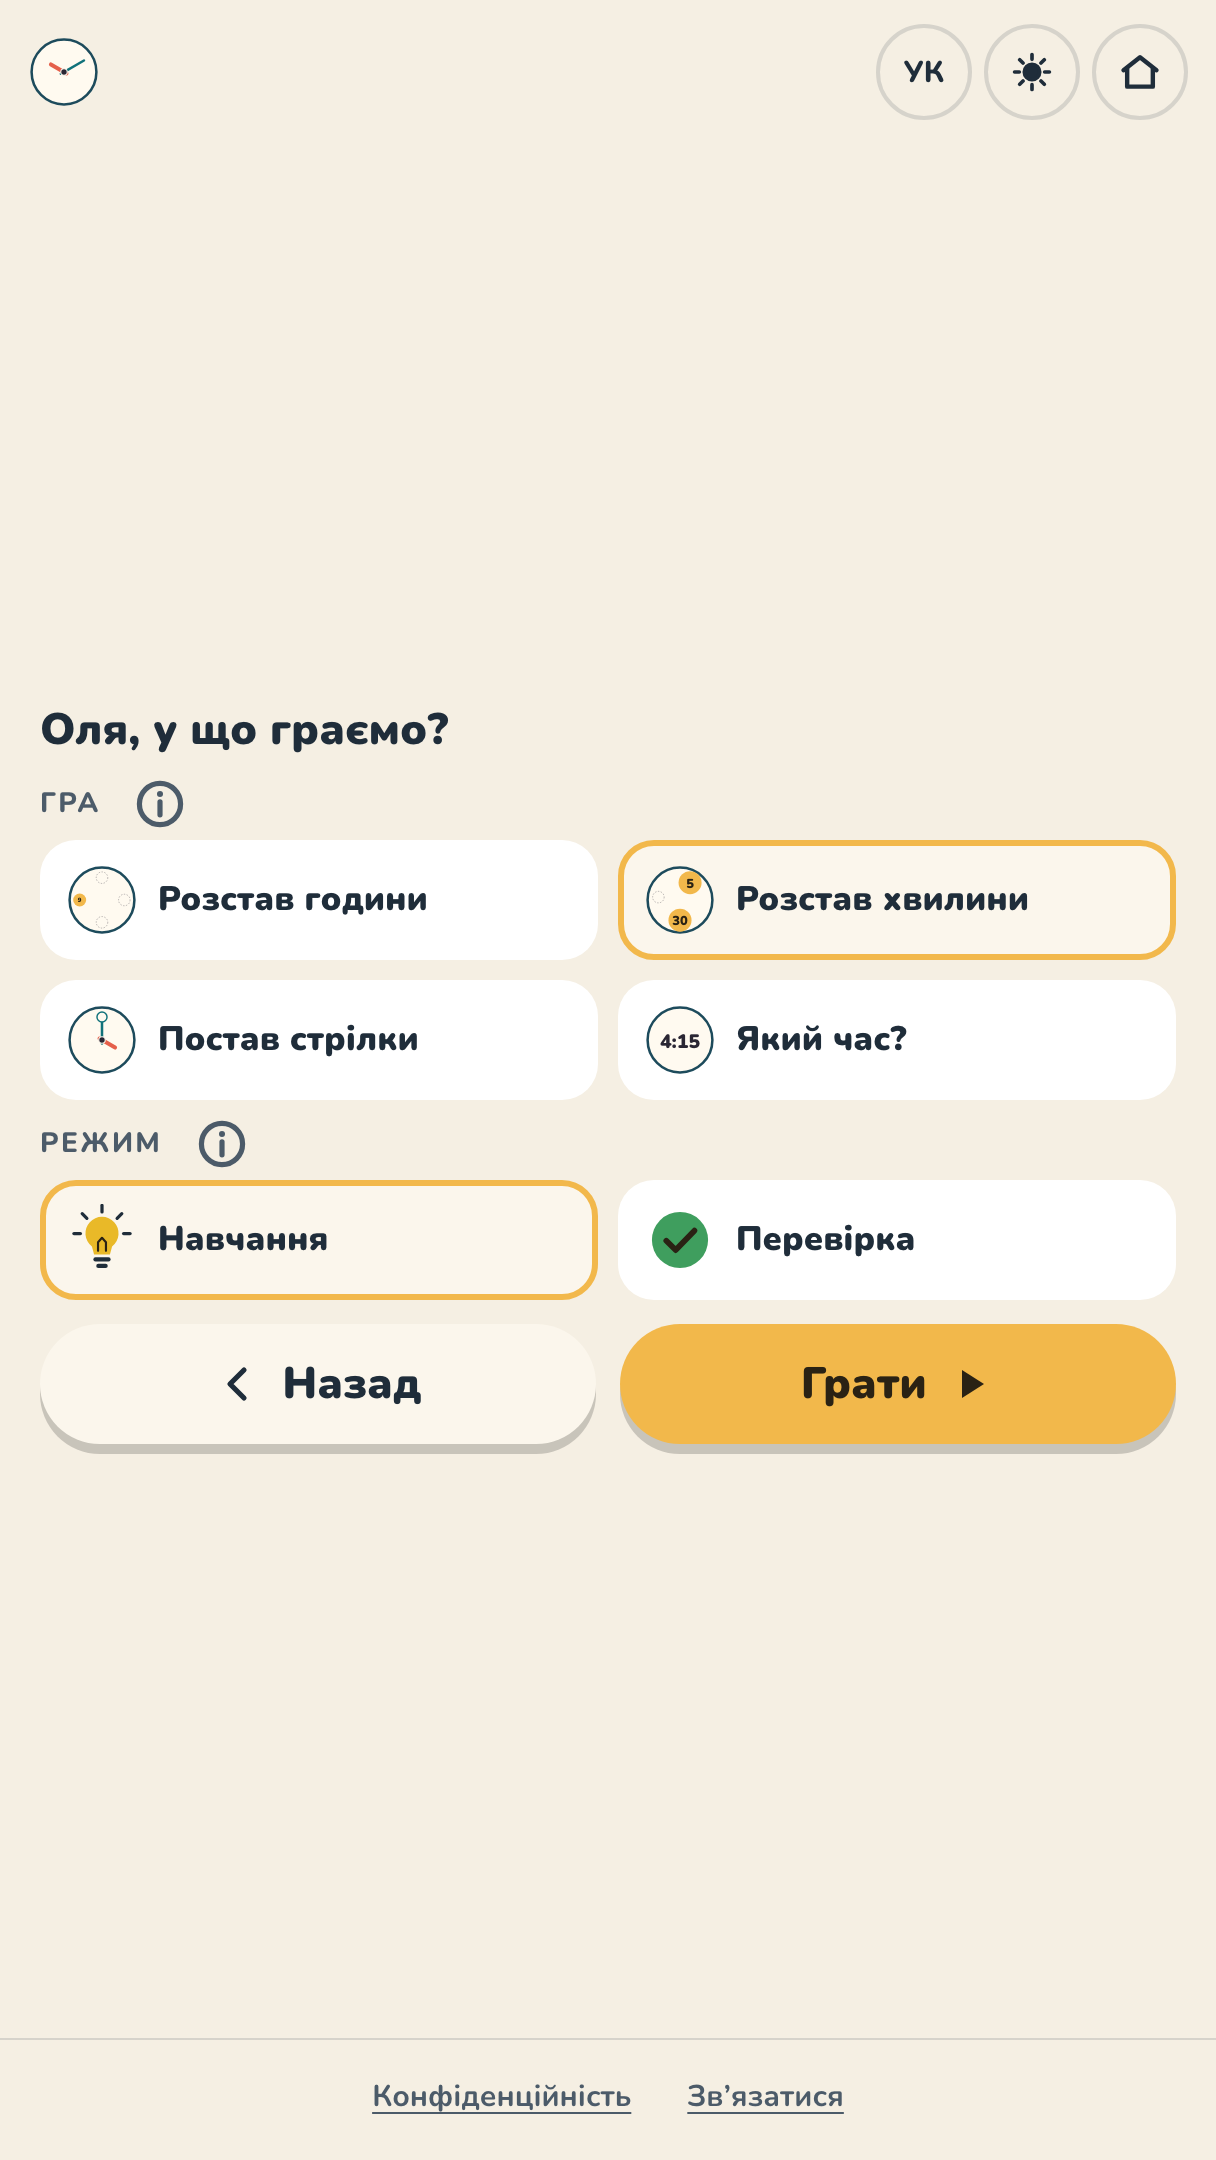 УК
Оля, у що граємо?
ГРА
9
Розстав години
5
30
Розстав хвилини
Постав стрілки
4:15
Який час?
РЕЖИМ
Навчання
Перевірка
Назад
Грати
Конфіденційність
Зв’язатися